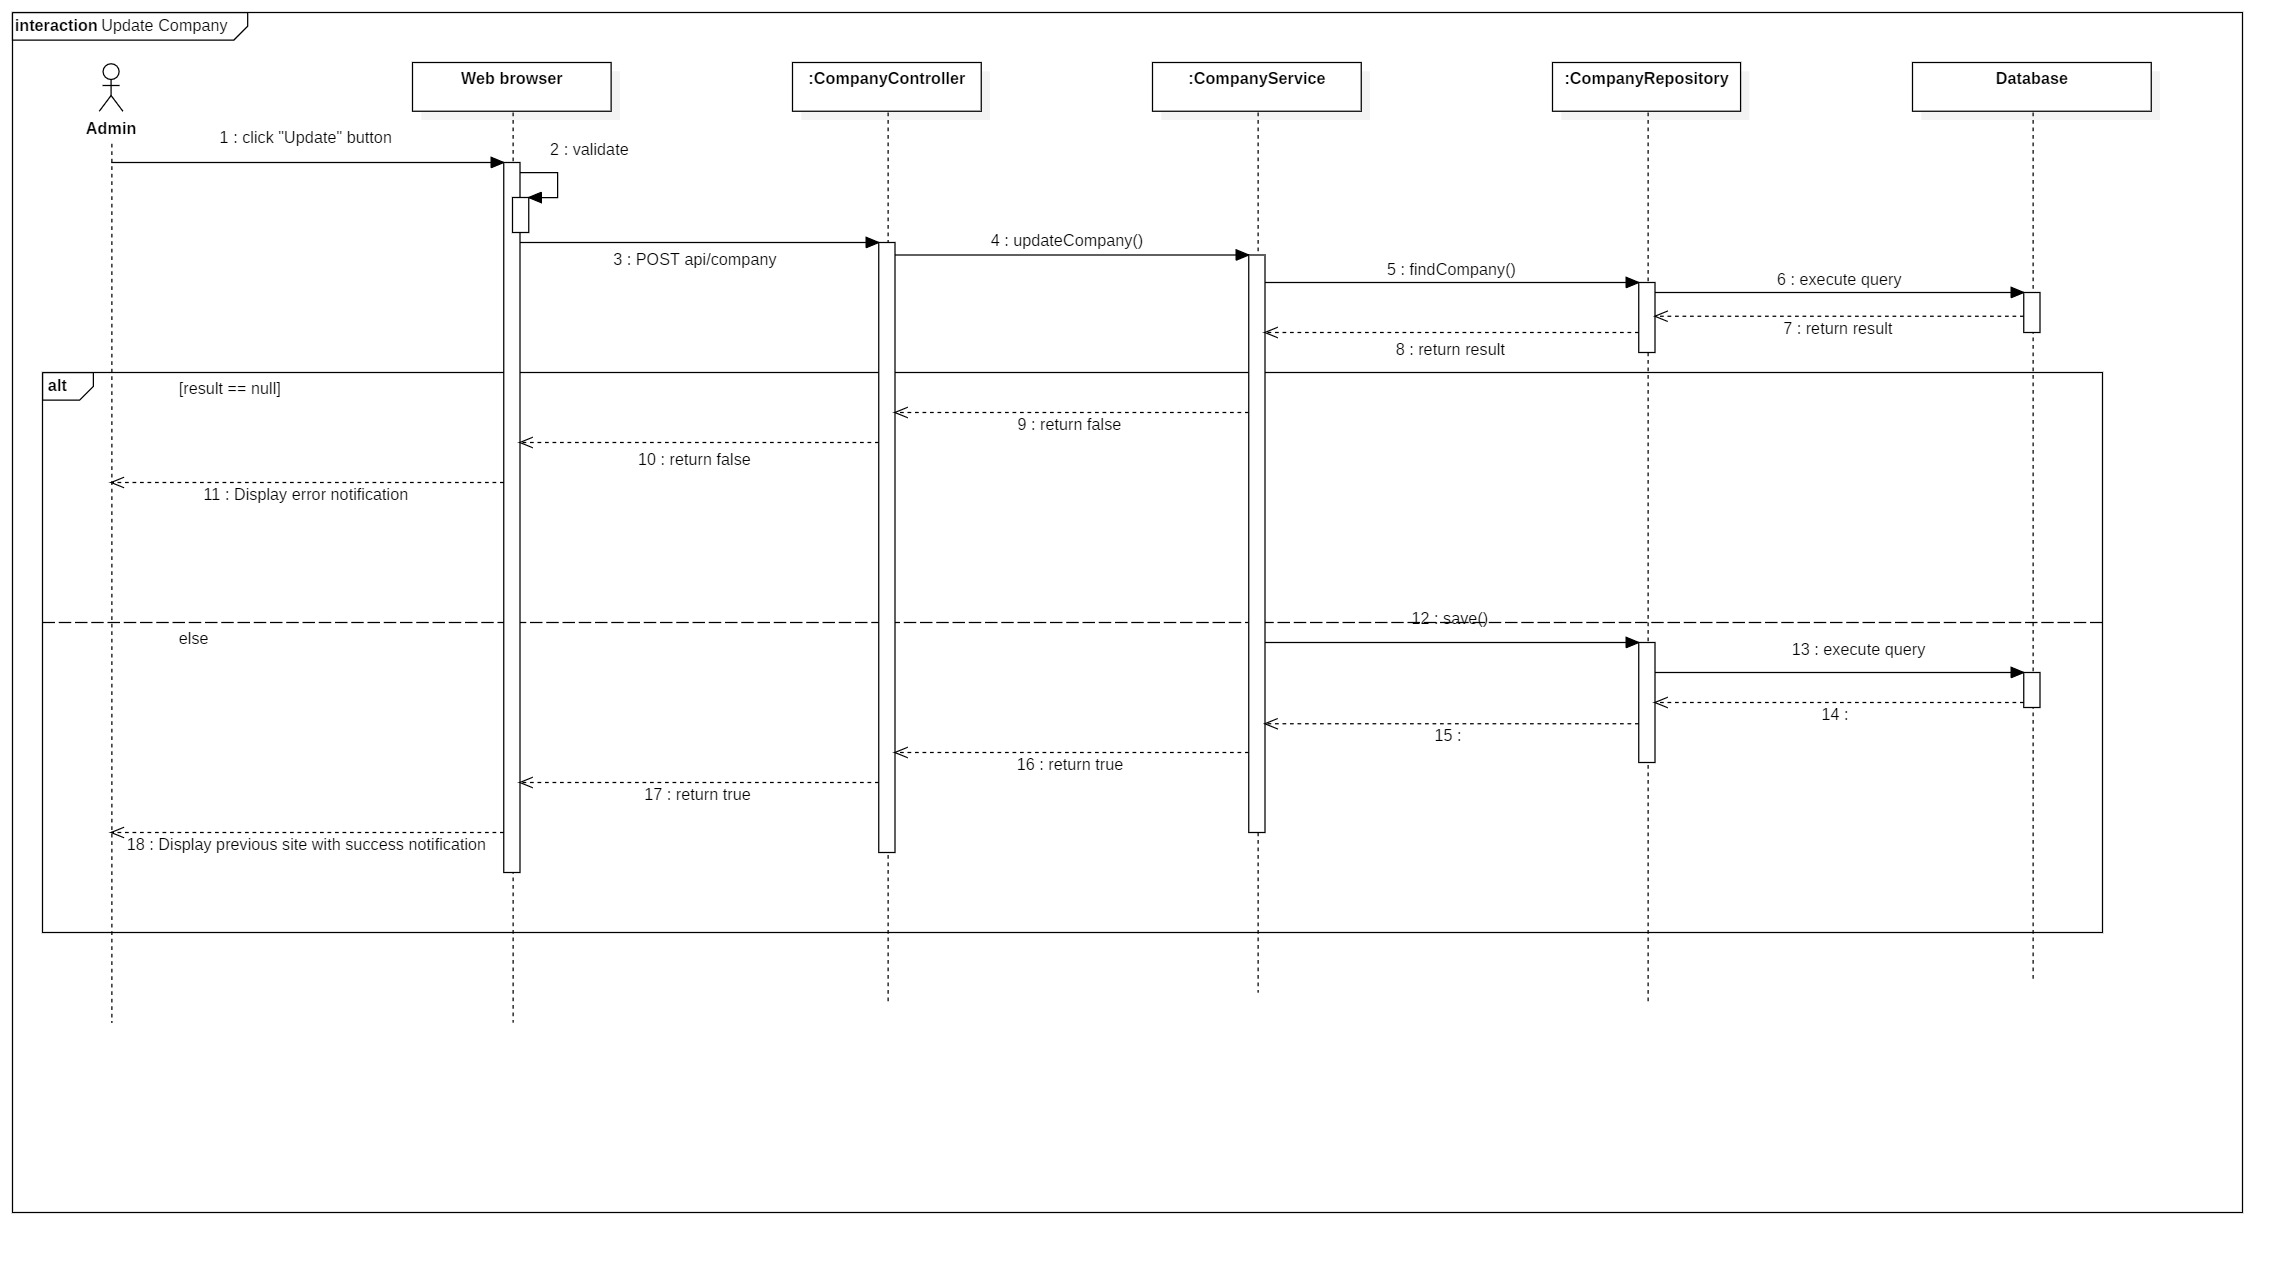 interaction Update Company
Admin
Web browser
:CompanyController
:CompanyService
:CompanyRepository
Database
1 : click "Update" button
2 : validate
3 : POST api/company
4 : updateCompany()
5 : findCompany()
6 : execute query
7 : return result
8 : return result
alt
[result == null]
9 : return false
10 : return false
11 : Display error notification
12 : save()
else
13 : execute query
14 :
15 :
16 : return true
17 : return true
18 : Display previous site with success notification